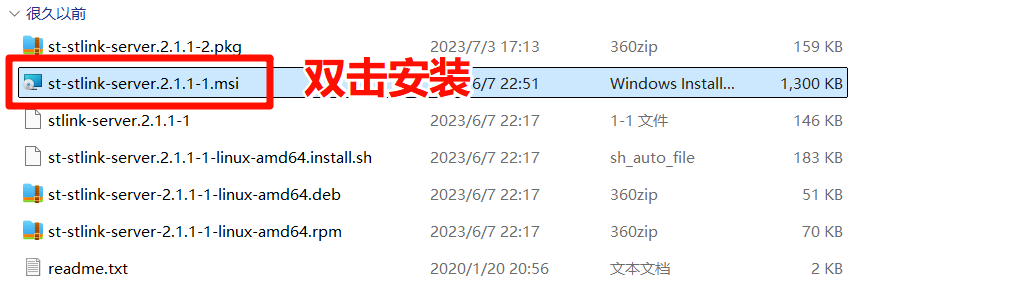 很久以前
st-stlink-server.2.1.1-2.pkg 2023/7/3 17:13 360zip 159 KB
st-stlink-server.2.1.1-1.msi 双击安装 /6/7 22:51 Windows Install... 1,300 KB
stlink-server.2.1.1-1 2023/6/7 22:17 1-1 文件 146 KB
st-stlink-server.2.1.1-1-linux-amd64.install.sh 2023/6/7 22:17 sh_auto_file 183 KB
st-stlink-server-2.1.1-1-linux-amd64.deb 2023/6/7 22:17 360zip 51 KB
st-stlink-server-2.1.1-1-linux-amd64.rpm 2023/6/7 22:17 360zip 70 KB
readme.txt 2020/1/20 20:56 文本文档 2 KB